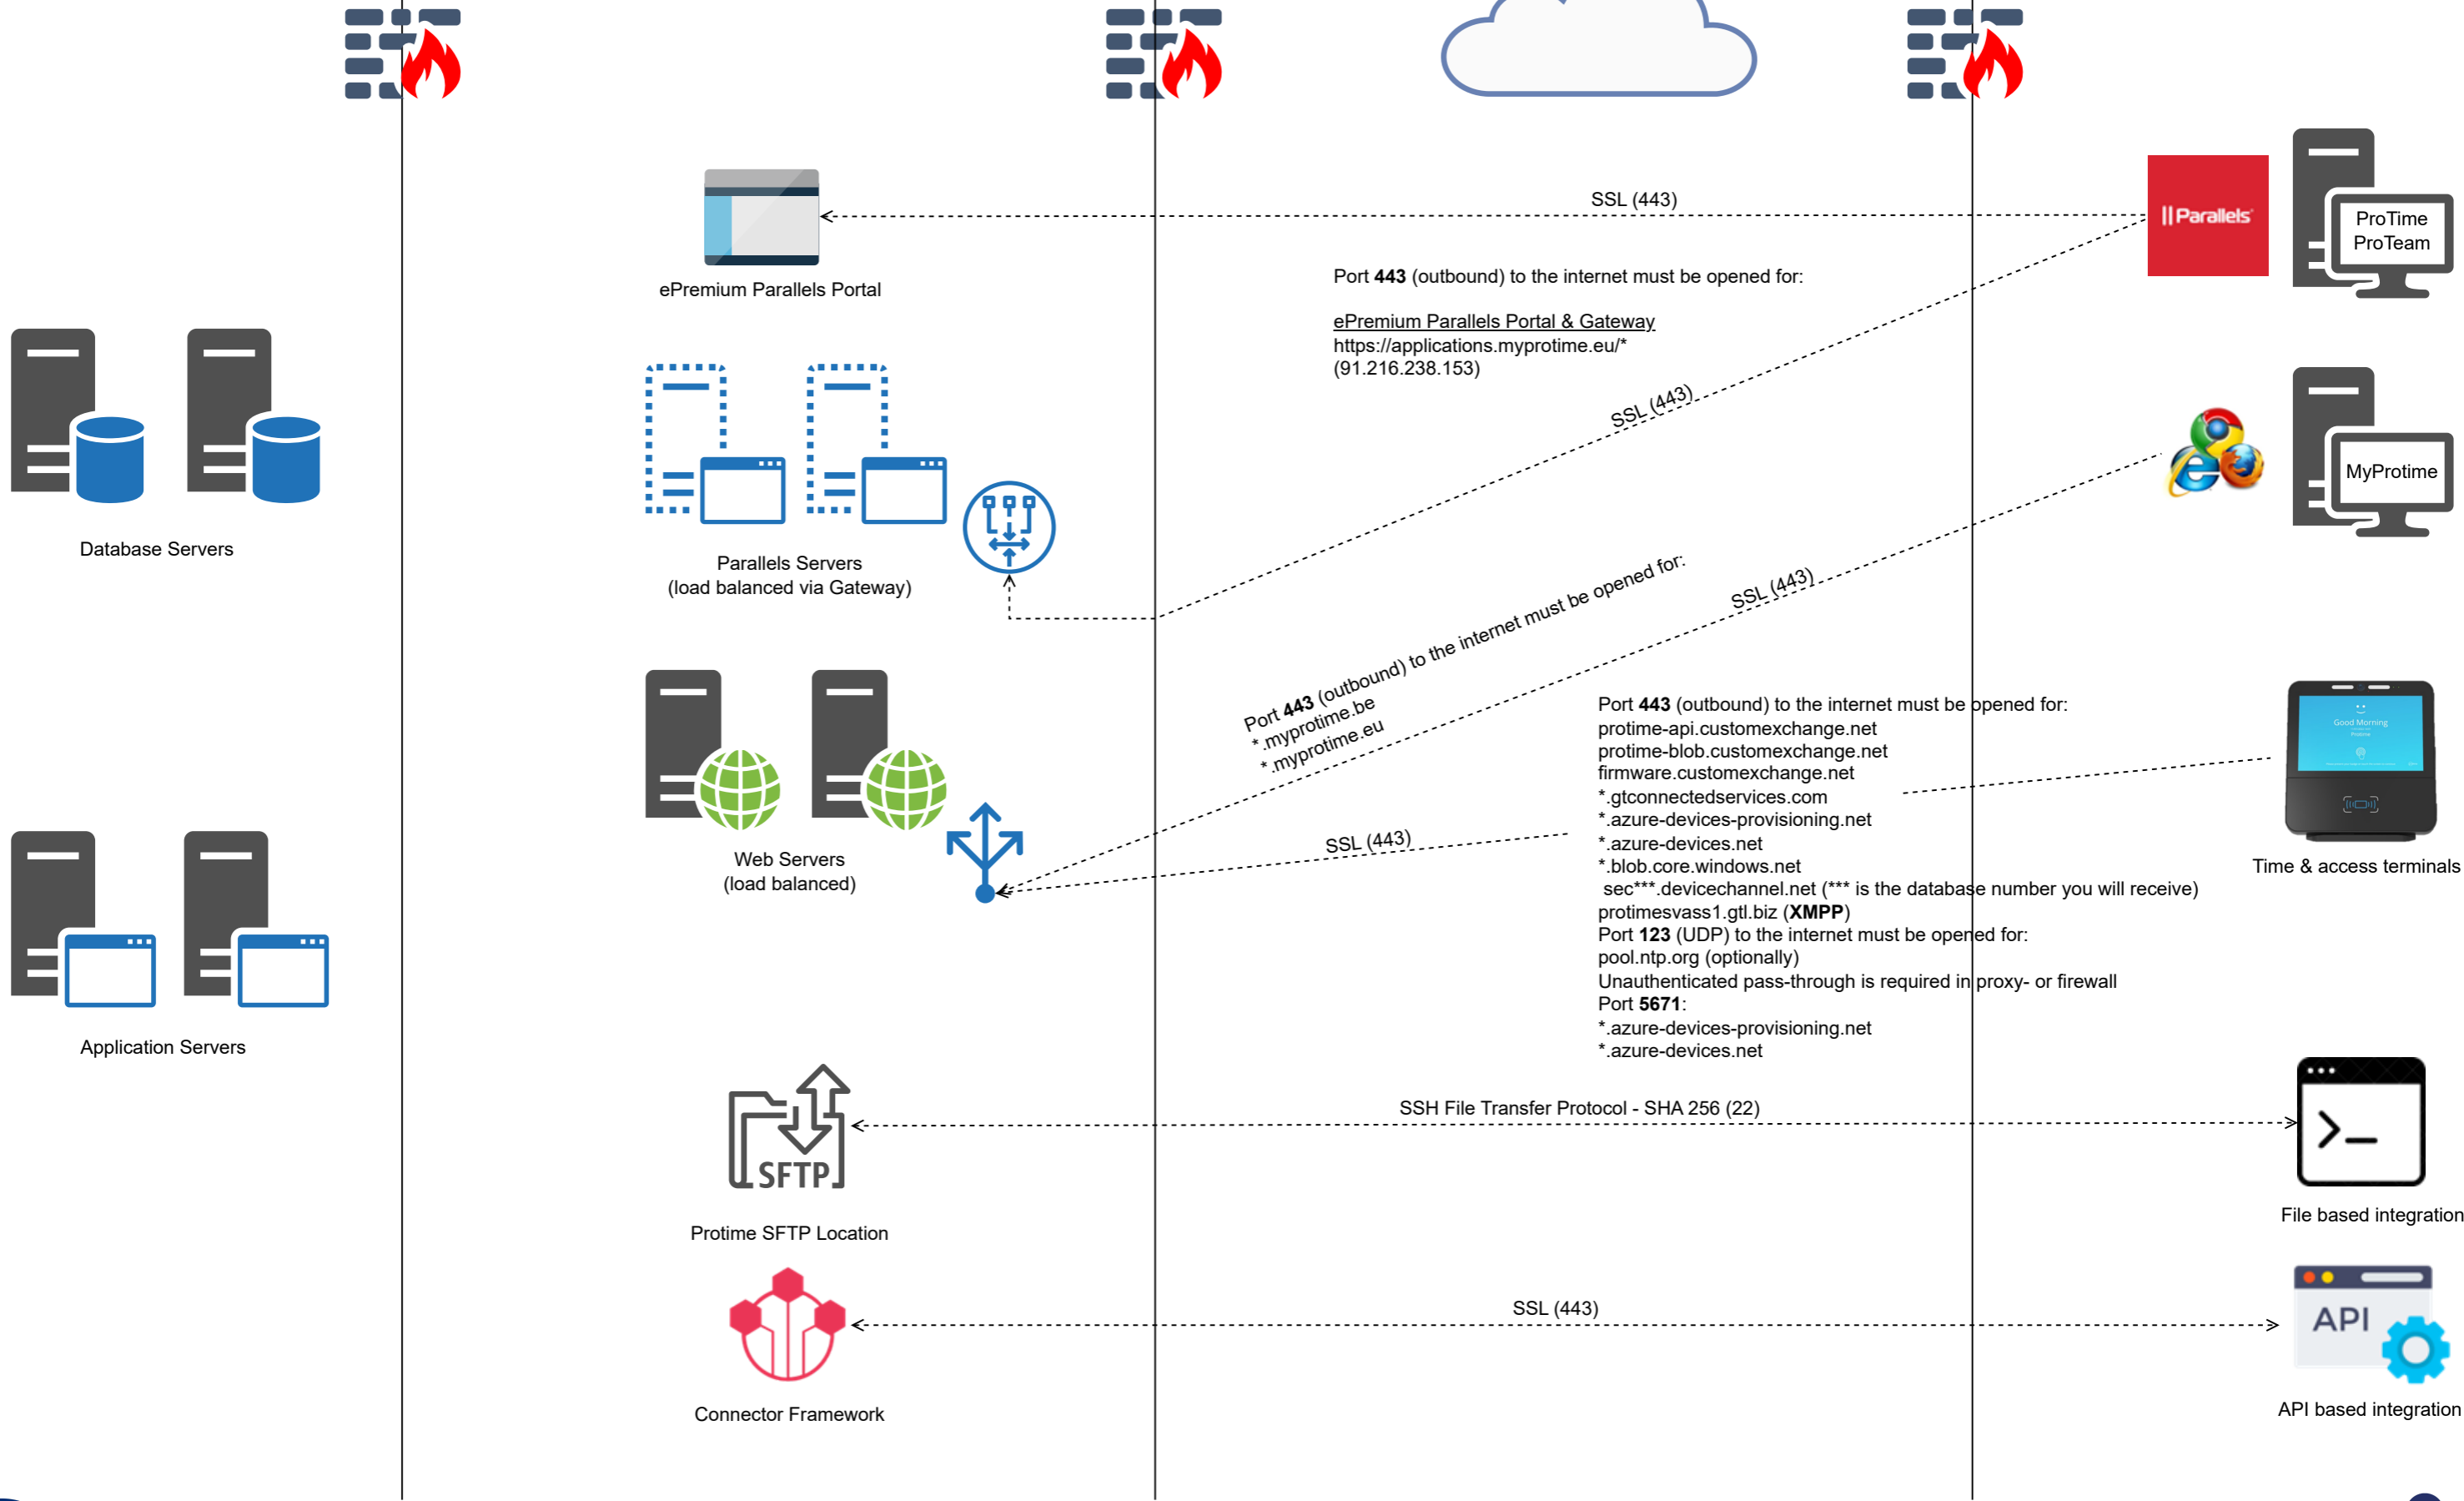 SSL (443)
Parallels
ProTime
ProTeam
ePremium Parallels Portal
Port 443 (outbound) to the internet must be opened for:
ePremium Parallels Portal & Gateway
https://applications.myprotime.eu/*
(91.216.238.153)
SSL (443)
MyProtime
Database Servers
Parallels Servers
(load balanced via Gateway)
Port 443 (outbound) to the internet must be opened for:
*.myprotime.be
*.myprotime.eu
SSL (443)
Port 443 (outbound) to the internet must be opened for:
protime-api.customexchange.net
protime-blob.customexchange.net
firmware.customexchange.net
*.gtconnectedservices.com
*.azure-devices-provisioning.net
*.azure-devices.net
*.blob.core.windows.net
sec***.devicechannel.net (*** is the database number you will receive)
protimesvass1.gtl.biz (XMPP)
Port 123 (UDP) to the internet must be opened for:
pool.ntp.org (optionally)
Unauthenticated pass-through is required in proxy- or firewall
Port 5671:
*.azure-devices-provisioning.net
*.azure-devices.net
Good Morning
Time & access terminals
SSL (443)
Web Servers
(load balanced)
Application Servers
SSH File Transfer Protocol - SHA 256 (22)
SFTP
>_
Protime SFTP Location
File based integration
SSL (443)
API
Connector Framework
API based integration